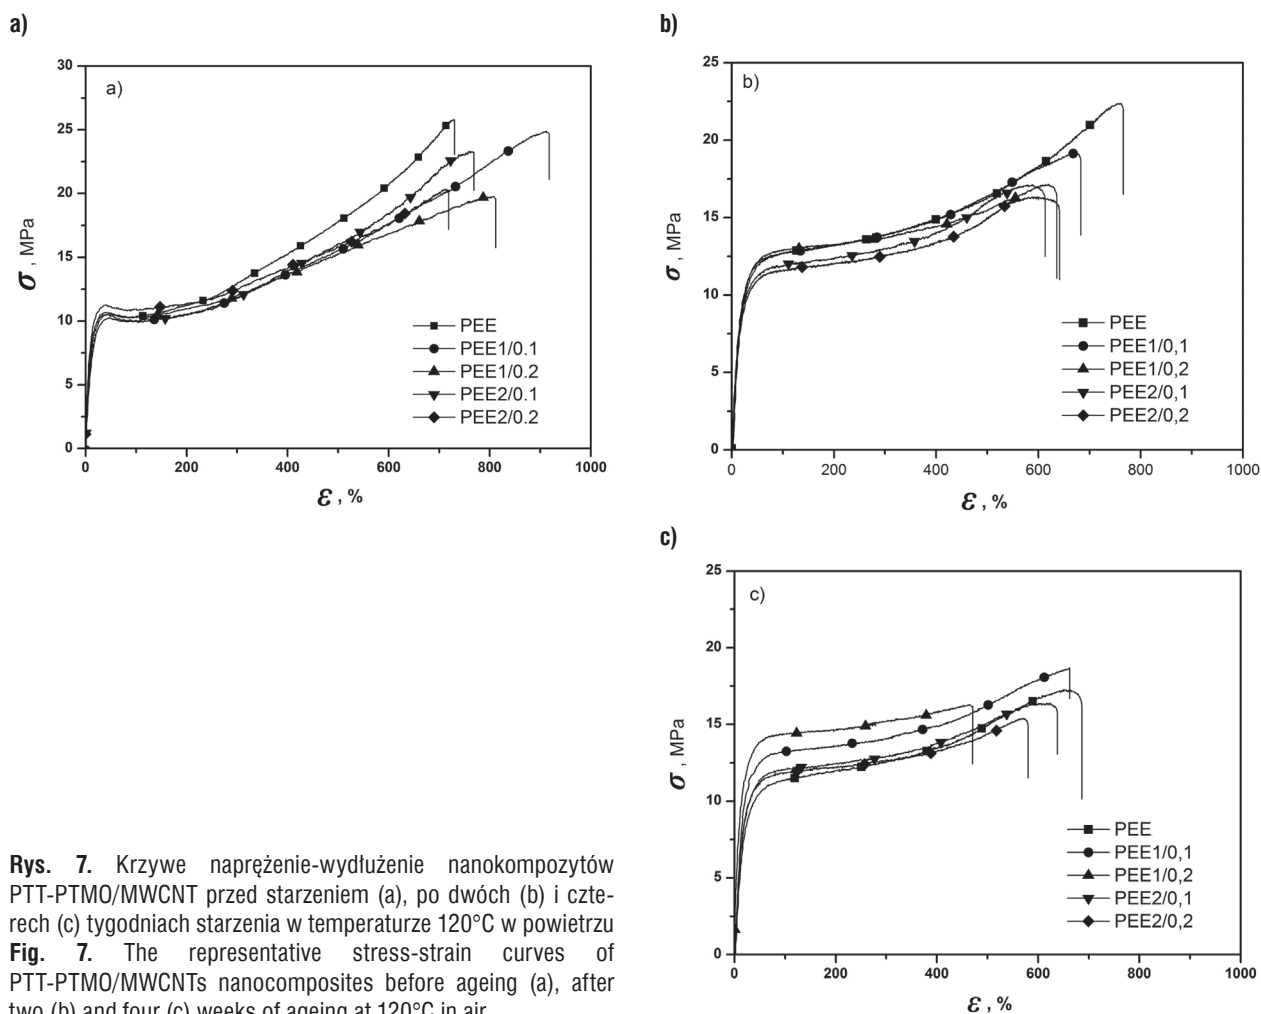 a)
a)
30
25
20
15
10
5
0
σ , MPa
0 200 400 600 800 1000
ε , %
PEE
PEE1/0.1
PEE1/0.2
PEE2/0.1
PEE2/0.2
b)
b)
25
20
15
10
5
0
σ , MPa
0 200 400 600 800 1000
ε , %
PEE
PEE1/0,1
PEE1/0,2
PEE2/0,1
PEE2/0,2
c)
c)
25
20
15
10
5
0
σ , MPa
0 200 400 600 800 1000
ε , %
PEE
PEE1/0,1
PEE1/0,2
PEE2/0,1
PEE2/0,2
Rys. 7. Krzywe naprężenie-wydłużenie nanokompozytów
PTT-PTMO/MWCNT przed starzeniem (a), po dwóch (b) i czte-
rech (c) tygodniach starzenia w temperaturze 120°C w powietrzu
Fig. 7. The representative stress-strain curves of
PTT-PTMO/MWCNTs nanocomposites before ageing (a), after
two (b) and four (c) weeks of ageing at 120°C in air